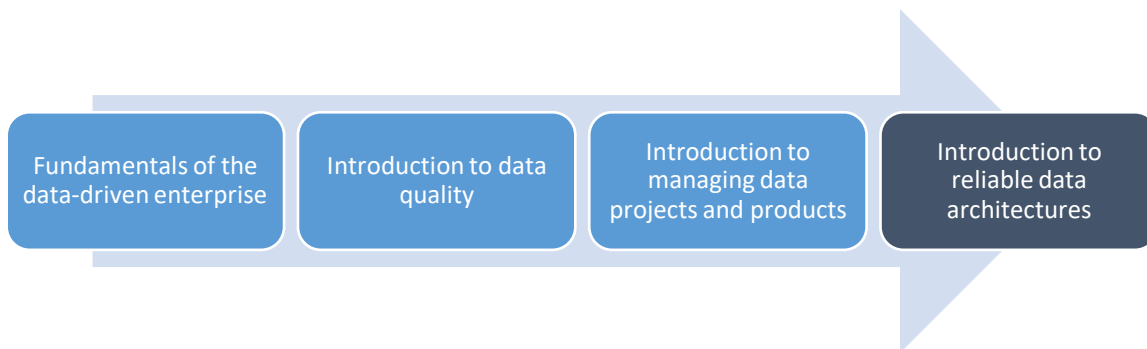 Fundamentals of the
data-driven enterprise
Introduction to data
quality
Introduction to
managing data
projects and products
Introduction to
reliable data
architectures